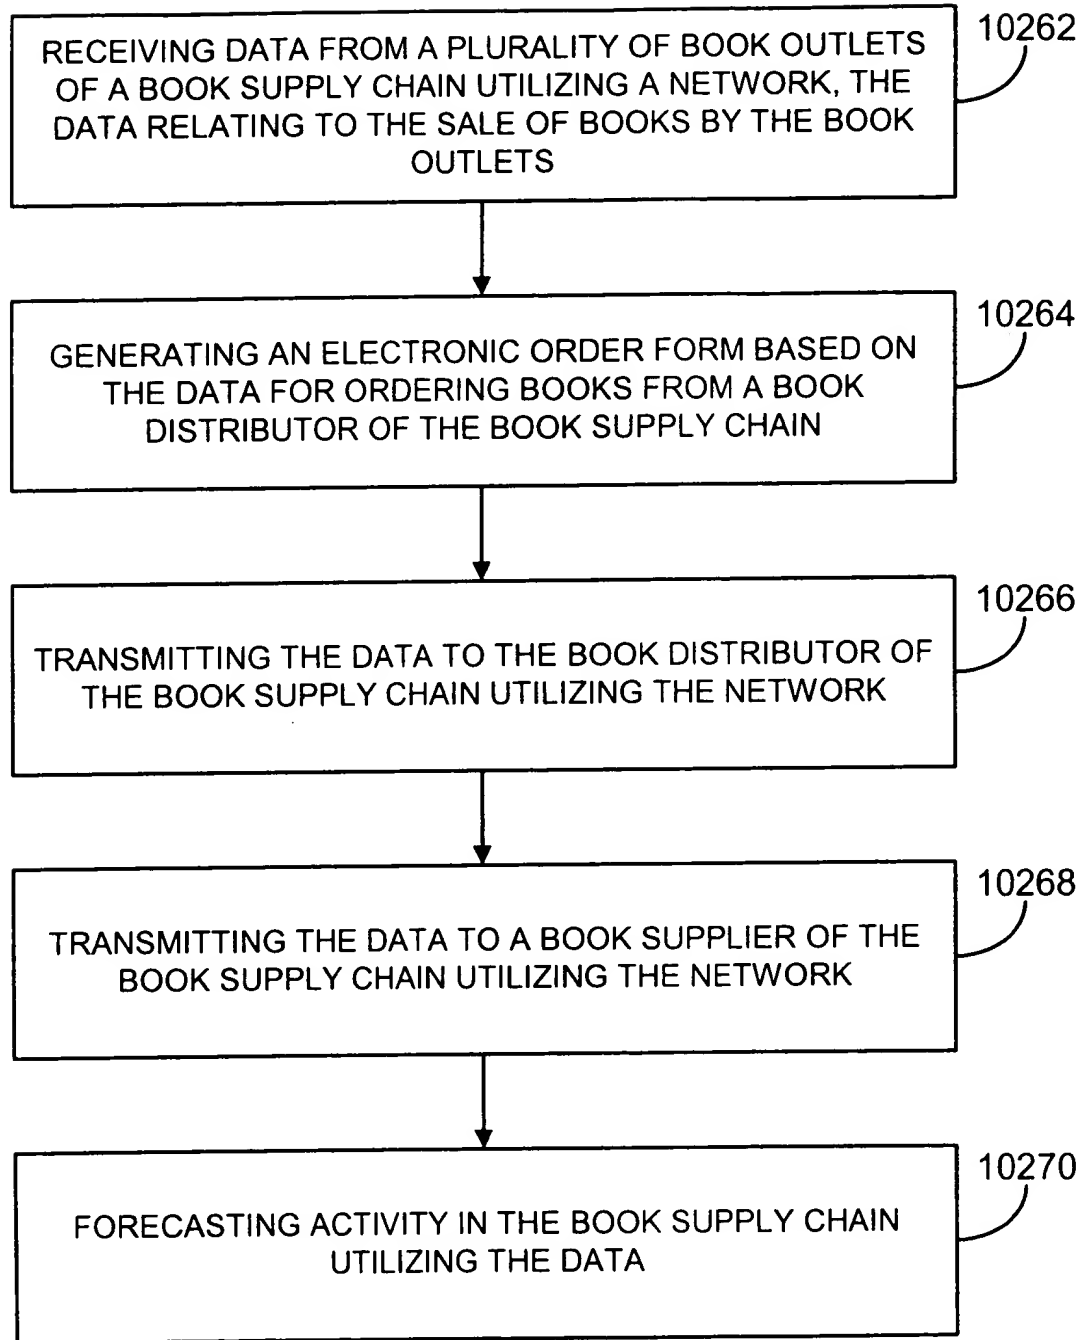 RECEIVING DATA FROM A PLURALITY OF BOOK OUTLETS
OF A BOOK SUPPLY CHAIN UTILIZING A NETWORK, THE
DATA RELATING TO THE SALE OF BOOKS BY THE BOOK
OUTLETS
10262
GENERATING AN ELECTRONIC ORDER FORM BASED ON
THE DATA FOR ORDERING BOOKS FROM A BOOK
DISTRIBUTOR OF THE BOOK SUPPLY CHAIN
10264
TRANSMITTING THE DATA TO THE BOOK DISTRIBUTOR OF
THE BOOK SUPPLY CHAIN UTILIZING THE NETWORK
10266
TRANSMITTING THE DATA TO A BOOK SUPPLIER OF THE
BOOK SUPPLY CHAIN UTILIZING THE NETWORK
10268
FORECASTING ACTIVITY IN THE BOOK SUPPLY CHAIN
UTILIZING THE DATA
10270